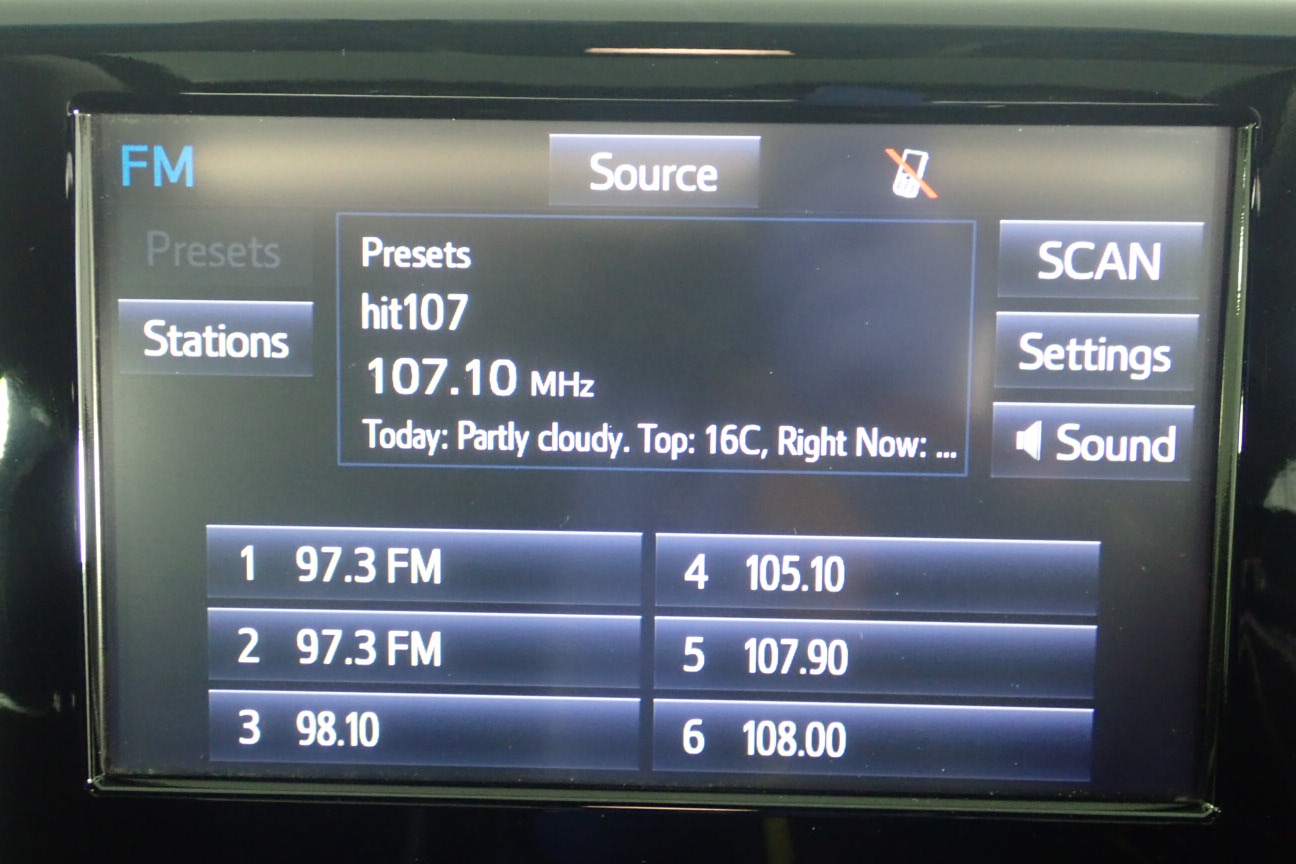 FM
Source
Presets
Stations
Presets
hit107
107.10 MHz
Today: Partly cloudy. Top: 16C, Right Now: ...
SCAN
Settings
Sound
1 97.3 FM
2 97.3 FM
3 98.10
4 105.10
5 107.90
6 108.00